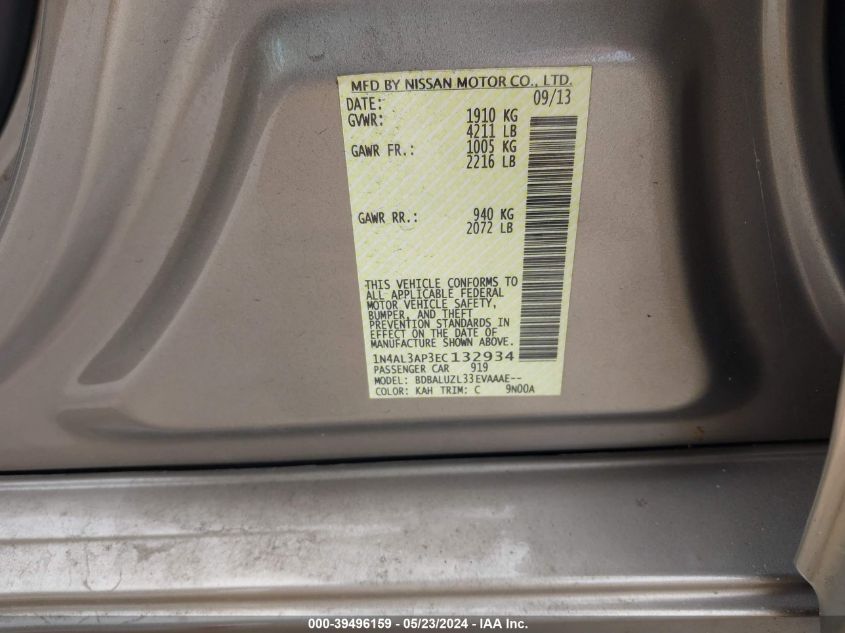 MFD BY NISSAN MOTOR CO., LTD.
DATE: 09/13
GVWR: 1910 KG
4211 LB
GAWR FR.: 1005 KG
2216 LB
GAWR RR.: 940 KG
2072 LB
THIS VEHICLE CONFORMS TO
ALL APPLICABLE FEDERAL
MOTOR VEHICLE SAFETY,
BUMPER, AND THEFT
PREVENTION STANDARDS IN
EFFECT ON THE DATE OF
MANUFACTURE SHOWN ABOVE.
1N4AL3AP3EC132934
PASSENGER CAR 919
MODEL: BDBALUZL33EVAAAE--
COLOR: KAH TRIM: C 9N00A
000-39496159 - 05/23/2024 - IAA Inc.